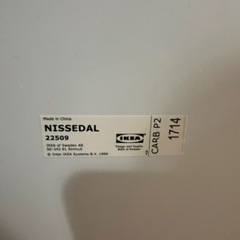 Made in China
NISSEDAL
22509
IKEA of Sweden AB
SE-343 81 Älmhult
© Inter IKEA Systems B.V. 1999
IKEA
Design and Quality
IKEA of Sweden
CARB P2
1714